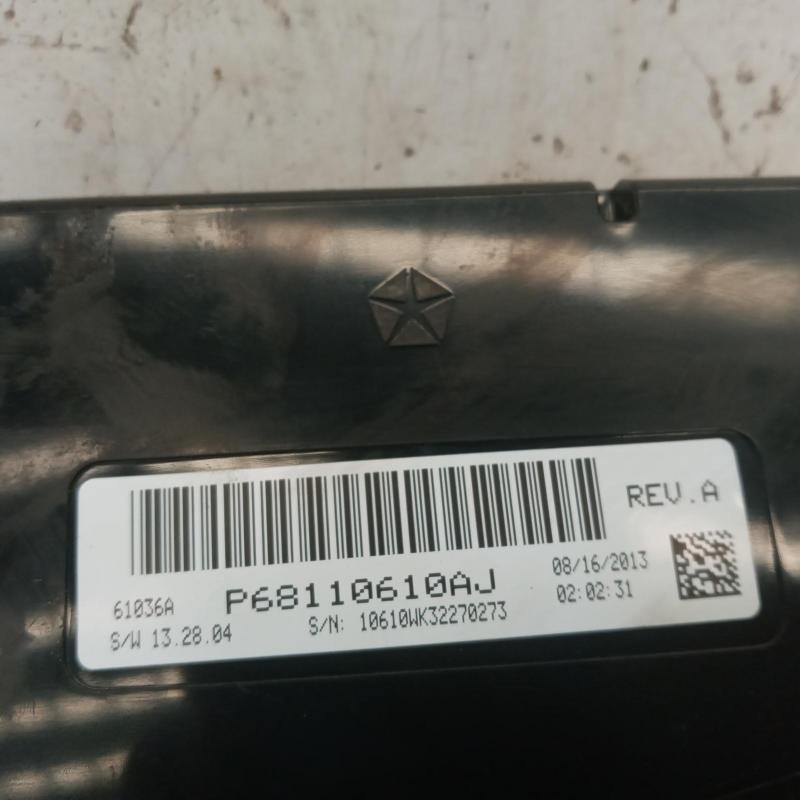 REV.A
08/16/2013
61036A P68110610AJ
02:02:31
S/W 13.28.04 S/N: 10610WK32270273